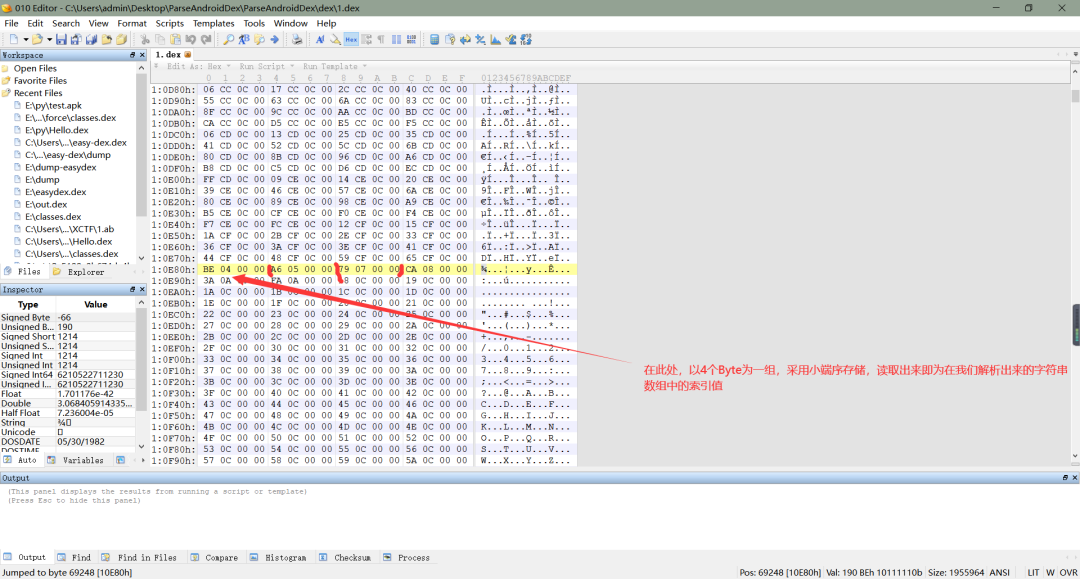 010 Editor - C:\Users\admin\Desktop\ParseAndroidDex\ParseAndroidDex\dex\1.dex
File Edit Search View Format Scripts Templates Tools Window Help
Workspace
Open Files
Favorite Files
Recent Files
E:\py\test.apk
E:\...\force\classes.dex
E:\py\Hello.dex
C:\Users\...\easy-dex.dex
C:\...\easy-dex\dump
E:\dump-easydex
E:\dump
E:\easydex.dex
E:\out.dex
E:\classes.dex
C:\Users\...\XCTF\1.ab
C:\Users\...\Hello.dex
C:\Users\...\classes.dex
Files Explorer
Inspector
Type Value
Signed Byte -66
Unsigned B... 190
Signed Short 1214
Unsigned S... 1214
Signed Int 1214
Unsigned Int 1214
Signed Int64 6210522711230
Unsigned I... 6210522711230
Float 1.701176e-42
Double 3.068405914335...
Half Float 7.236004e-05
String
Unicode
DOSDATE 05/30/1982
Auto Variables
1.dex
Edit As: Hex Run Script Run Template
0 1 2 3 4 5 6 7 8 9 A B C D E F 0123456789ABCDEF
1:0D80h: 06 CC 0C 00 17 CC 0C 00 2C CC 0C 00 40 CC 0C 00
1:0D90h: 55 CC 0C 00 63 CC 0C 00 6A CC 0C 00 83 CC 0C 00
1:0DA0h: 8F CC 0C 00 9C CC 0C 00 AA CC 0C 00 BD CC 0C 00
1:0DB0h: CA CC 0C 00 D5 CC 0C 00 E5 CC 0C 00 F5 CC 0C 00
1:0DC0h: 06 CD 0C 00 13 CD 0C 00 25 CD 0C 00 35 CD 0C 00
1:0DD0h: 41 CD 0C 00 52 CD 0C 00 5C CD 0C 00 6B CD 0C 00
1:0DE0h: 80 CD 0C 00 8B CD 0C 00 96 CD 0C 00 A6 CD 0C 00
1:0DF0h: B8 CD 0C 00 C5 CD 0C 00 D6 CD 0C 00 EC CD 0C 00
1:0E00h: FF CD 0C 00 09 CE 0C 00 14 CE 0C 00 20 CE 0C 00
1:0E10h: 39 CE 0C 00 46 CE 0C 00 57 CE 0C 00 6A CE 0C 00
1:0E20h: 80 CE 0C 00 89 CE 0C 00 98 CE 0C 00 A9 CE 0C 00
1:0E30h: B5 CE 0C 00 CF CE 0C 00 F0 CE 0C 00 F4 CE 0C 00
1:0E40h: F7 CE 0C 00 FC CE 0C 00 12 CF 0C 00 15 CF 0C 00
1:0E50h: 1A CF 0C 00 2B CF 0C 00 2E CF 0C 00 33 CF 0C 00
1:0E60h: 36 CF 0C 00 3A CF 0C 00 3E CF 0C 00 41 CF 0C 00
1:0E70h: 44 CF 0C 00 48 CF 0C 00 59 CF 0C 00 65 CF 0C 00
1:0E80h: BE 04 00 00 A6 05 00 00 79 07 00 00 CA 08 00 00
1:0E90h: 3A 0A 00 FA 0A 00 00 0C 00 00 19 0C 00 00
1:0EA0h: 1A 0C 00 00 1B 00 1C 0C 00 00 1D 0C 00 00
1:0EB0h: 1E 0C 00 00 1F 0C 00 00 21 0C 00 00
1:0EC0h: 22 0C 00 00 23 0C 00 00 24 0C 00 0C 00 00
1:0ED0h: 27 0C 00 00 28 0C 00 00 29 0C 00 00 2A 0C 00 00
1:0EE0h: 2B 0C 00 00 2C 0C 00 00 2D 0C 00 00 2E 0C 00 00
1:0EF0h: 2F 0C 00 00 30 0C 00 00 31 0C 00 00 32 0C 00 00
1:0F00h: 33 0C 00 00 34 0C 00 00 35 0C 00 00 36 0C 00 00
1:0F10h: 37 0C 00 00 38 0C 00 00 39 0C 00 00 3A 0C 00 00
1:0F20h: 3B 0C 00 00 3C 0C 00 00 3D 0C 00 00 3E 0C 00 00
1:0F30h: 3F 0C 00 00 40 0C 00 00 41 0C 00 00 42 0C 00 00
1:0F40h: 43 0C 00 00 44 0C 00 00 45 0C 00 00 46 0C 00 00
1:0F50h: 47 0C 00 00 48 0C 00 00 49 0C 00 00 4A 0C 00 00
1:0F60h: 4B 0C 00 00 4C 0C 00 00 4D 0C 00 00 4E 0C 00 00
1:0F70h: 4F 0C 00 00 50 0C 00 00 51 0C 00 00 52 0C 00 00
1:0F80h: 53 0C 00 00 54 0C 00 00 55 0C 00 00 56 0C 00 00
1:0F90h: 57 0C 00 00 58 0C 00 00 59 0C 00 00 5A 0C 00 00
在此处，以4个Byte为一组，采用小端序存储，读取出来即为在我们解析出来的字符串
数组中的索引值
Output
(This panel displays the results from running a script or template)
(Press Esc to hide this panel)
Output Find Find in Files Compare Histogram Checksum Process
Jumped to byte 69248 [10E80h] Pos: 69248 [10E80h] Val: 190 BEh 10111110b Size: 1955964 ANSI LIT W OVR